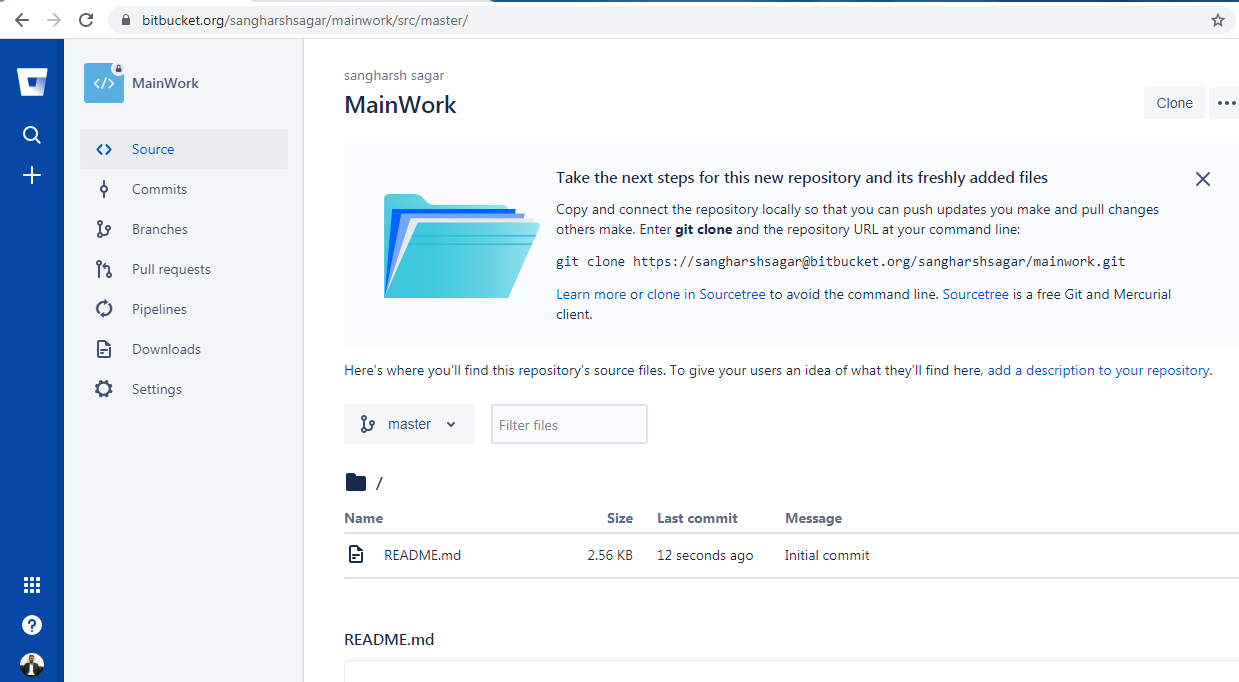 bitbucket.org/sangharshsagar/mainwork/src/master/
MainWork
Source
Commits
Branches
Pull requests
Pipelines
Downloads
Settings
sangharsh sagar
MainWork
Clone
Take the next steps for this new repository and its freshly added files
Copy and connect the repository locally so that you can push updates you make and pull changes
others make. Enter git clone and the repository URL at your command line:
git clone https://sangharshsagar@bitbucket.org/sangharshsagar/mainwork.git
Learn more or clone in Sourcetree to avoid the command line. Sourcetree is a free Git and Mercurial
client.
Here's where you'll find this repository's source files. To give your users an idea of what they'll find here, add a description to your repository.
master
Filter files
/
Name Size Last commit Message
README.md 2.56 KB 12 seconds ago Initial commit
README.md